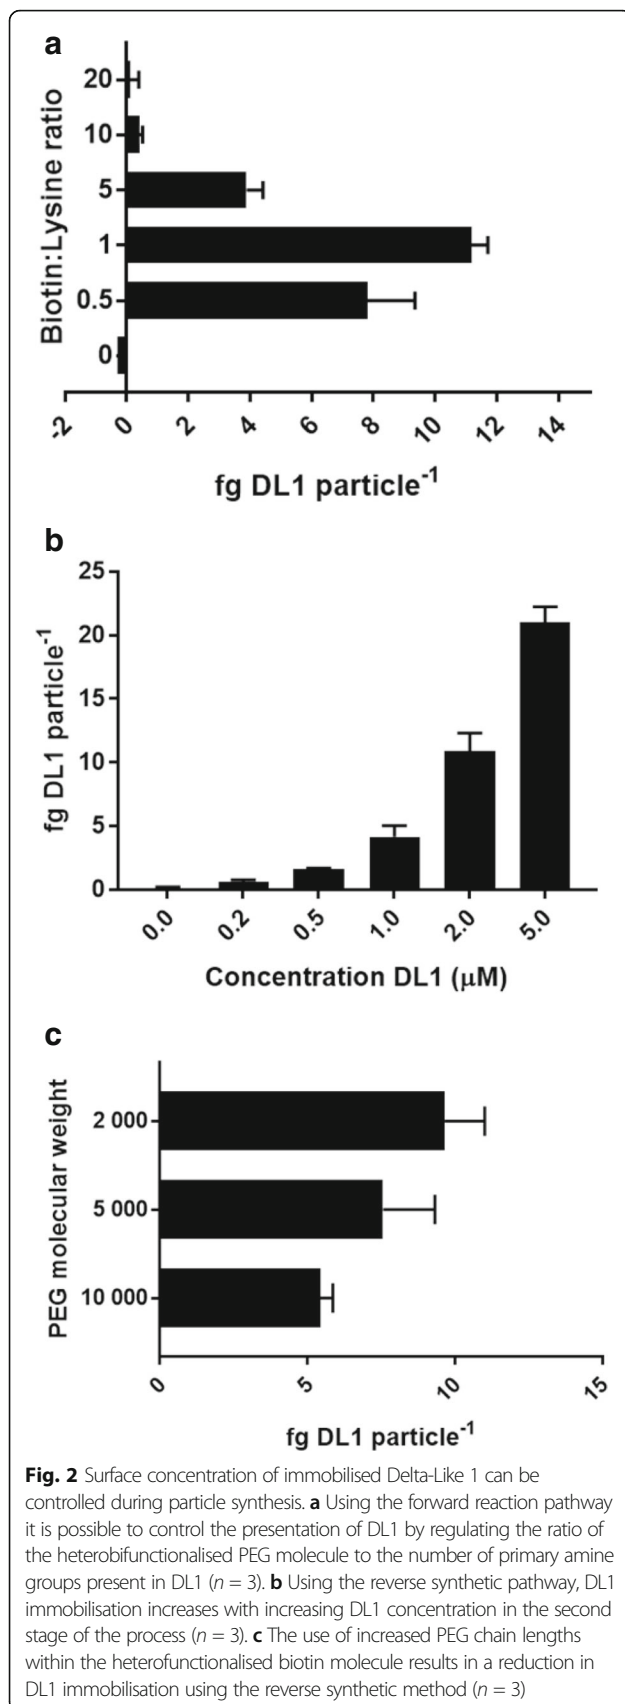 a
20
10
5
1
0.5
0
Biotin:Lysine ratio
-2 0 2 4 6 8 10 12 14
fg DL1 particle⁻¹
b
25
20
15
10
5
0
fg DL1 particle⁻¹
0.0 0.2 0.5 1.0 2.0 5.0
Concentration DL1 (μM)
c
2 000
5 000
10 000
PEG molecular weight
0 5 10 15
fg DL1 particle⁻¹
Fig. 2 Surface concentration of immobilised Delta-Like 1 can be
controlled during particle synthesis. a Using the forward reaction pathway
it is possible to control the presentation of DL1 by regulating the ratio of
the heterobifunctionalised PEG molecule to the number of primary amine
groups present in DL1 (n = 3). b Using the reverse synthetic pathway, DL1
immobilisation increases with increasing DL1 concentration in the second
stage of the process (n = 3). c The use of increased PEG chain lengths
within the heterofunctionalised biotin molecule results in a reduction in
DL1 immobilisation using the reverse synthetic method (n = 3)